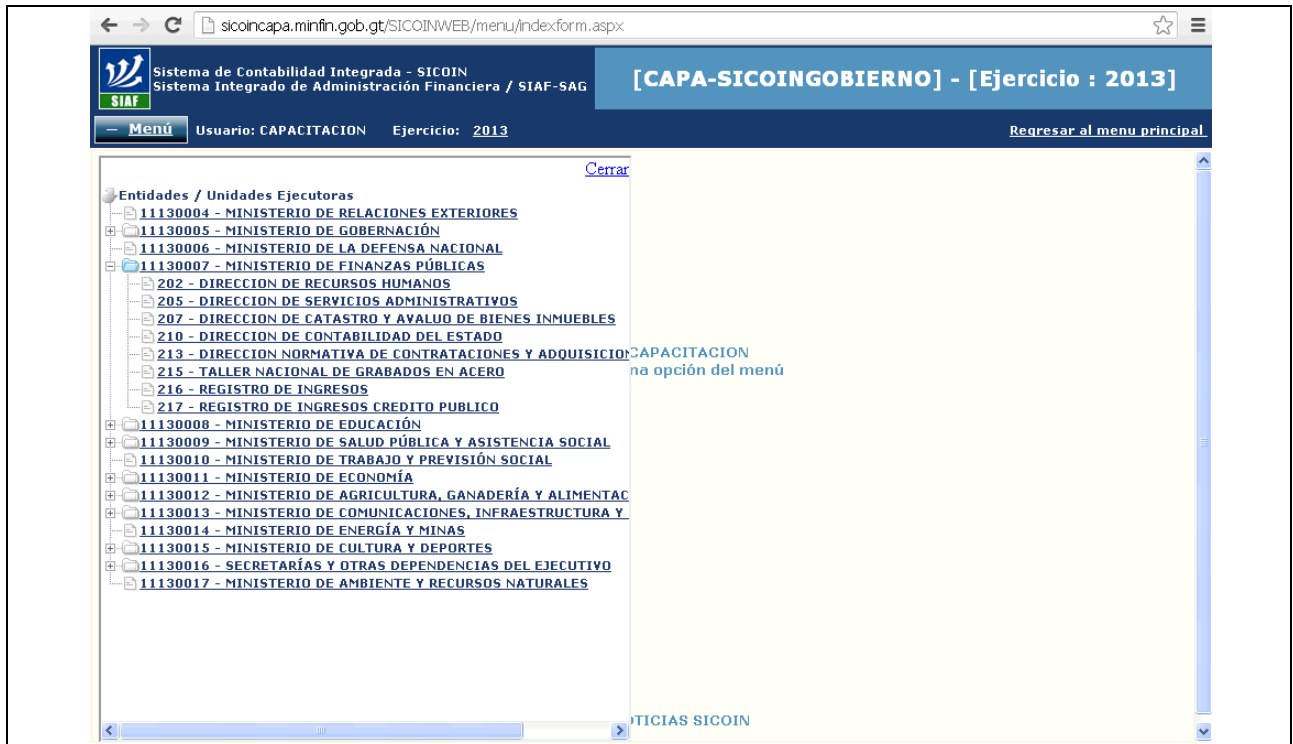 sicoincapa.minfin.gob.gt/SICOINWEB/menu/indexform.aspx
SIAF
Sistema de Contabilidad Integrada - SICOIN
Sistema Integrado de Administración Financiera / SIAF-SAG
[CAPA-SICOINGOBIERNO] - [Ejercicio : 2013]
— Menú Usuario: CAPACITACION Ejercicio: 2013 Regresar al menu principal
Cerrar
Entidades / Unidades Ejecutoras
11130004 - MINISTERIO DE RELACIONES EXTERIORES
11130005 - MINISTERIO DE GOBERNACIÓN
11130006 - MINISTERIO DE LA DEFENSA NACIONAL
11130007 - MINISTERIO DE FINANZAS PÚBLICAS
202 - DIRECCION DE RECURSOS HUMANOS
205 - DIRECCION DE SERVICIOS ADMINISTRATIVOS
207 - DIRECCION DE CATASTRO Y AVALUO DE BIENES INMUEBLES
210 - DIRECCION DE CONTABILIDAD DEL ESTADO
213 - DIRECCION NORMATIVA DE CONTRATACIONES Y ADQUISICION
215 - TALLER NACIONAL DE GRABADOS EN ACERO
216 - REGISTRO DE INGRESOS
217 - REGISTRO DE INGRESOS CREDITO PUBLICO
11130008 - MINISTERIO DE EDUCACIÓN
11130009 - MINISTERIO DE SALUD PÚBLICA Y ASISTENCIA SOCIAL
11130010 - MINISTERIO DE TRABAJO Y PREVISIÓN SOCIAL
11130011 - MINISTERIO DE ECONOMÍA
11130012 - MINISTERIO DE AGRICULTURA, GANADERÍA Y ALIMENTAC
11130013 - MINISTERIO DE COMUNICACIONES, INFRAESTRUCTURA Y
11130014 - MINISTERIO DE ENERGÍA Y MINAS
11130015 - MINISTERIO DE CULTURA Y DEPORTES
11130016 - SECRETARÍAS Y OTRAS DEPENDENCIAS DEL EJECUTIVO
11130017 - MINISTERIO DE AMBIENTE Y RECURSOS NATURALES
CAPACITACION
na opción del menú
OTICIAS SICOIN